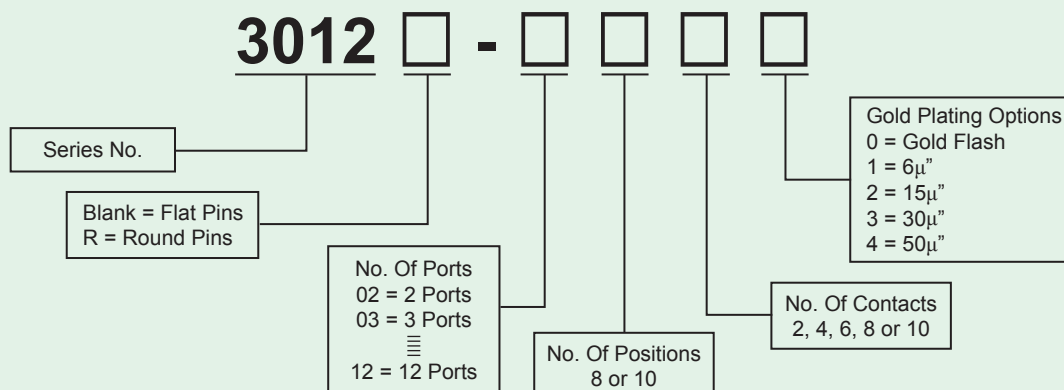 3012 -
Series No.
Blank = Flat Pins
R = Round Pins
No. Of Ports
02 = 2 Ports
03 = 3 Ports
12 = 12 Ports
No. Of Positions
8 or 10
No. Of Contacts
2, 4, 6, 8 or 10
Gold Plating Options
0 = Gold Flash
1 = 6µ”
2 = 15µ”
3 = 30µ”
4 = 50µ”